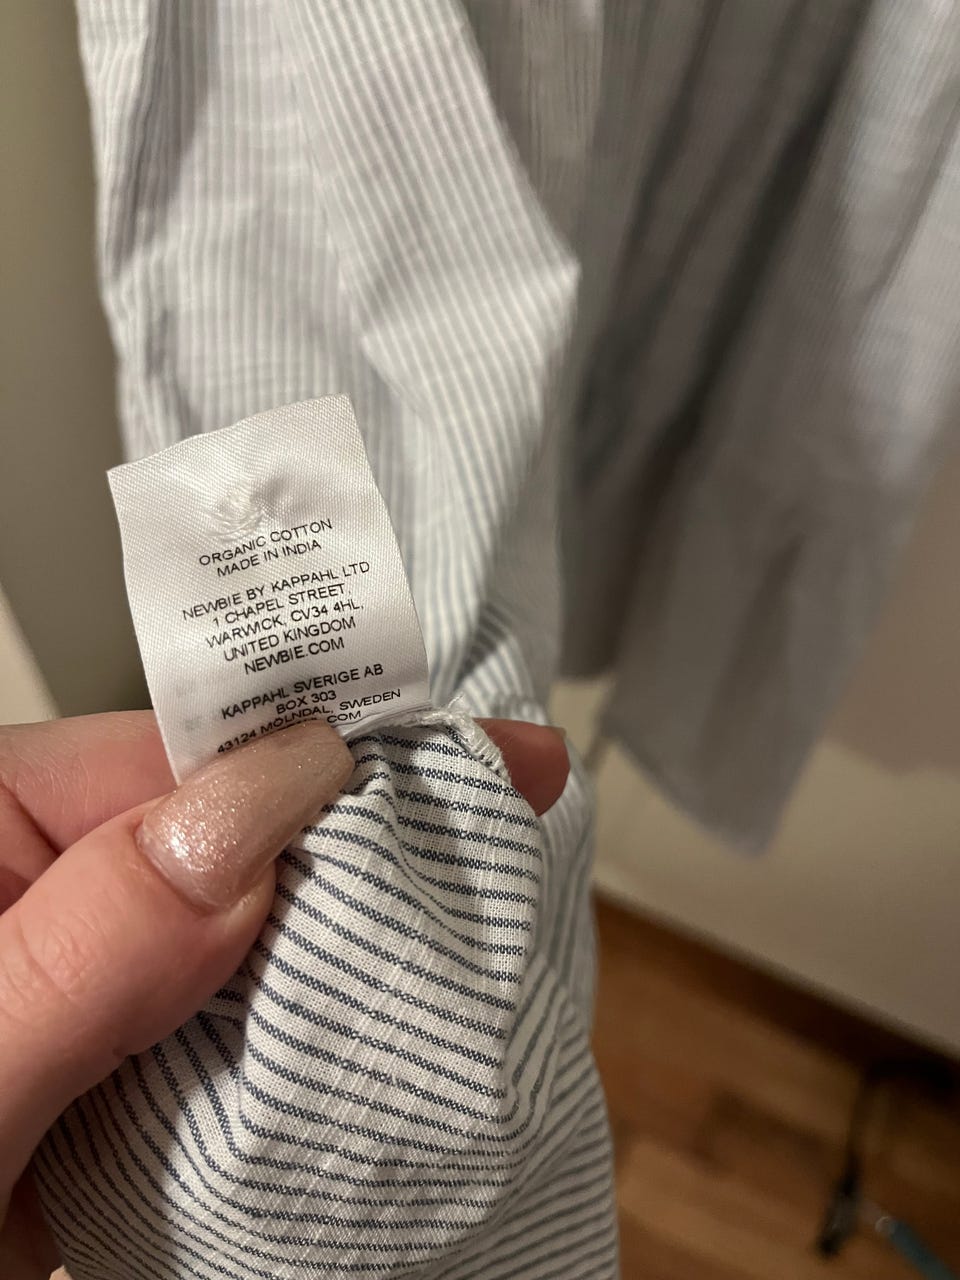 ORGANIC COTTON
MADE IN INDIA
NEWBIE BY KAPPAHL LTD
1 CHAPEL STREET,
WARWICK, CV34 4HL,
UNITED KINGDOM
NEWBIE.COM
KAPPAHL SVERIGE AB
BOX 303
43124 MÖLNDAL, SWEDEN
.COM